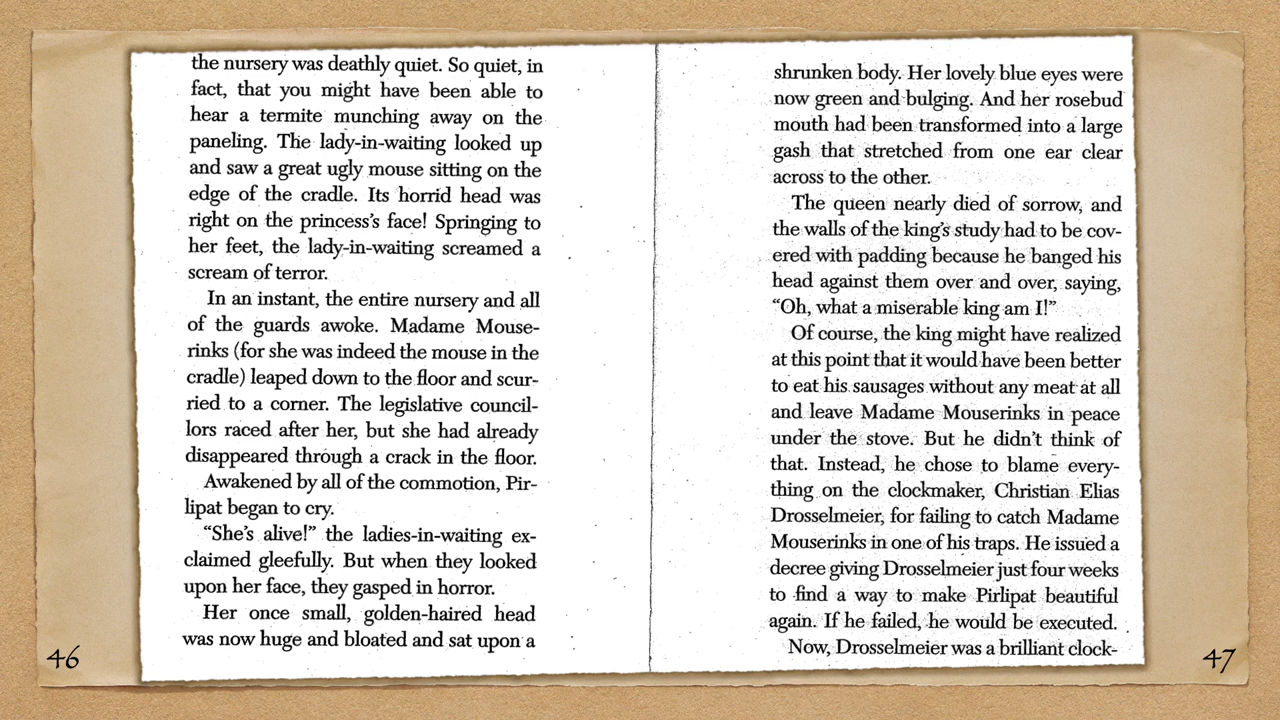 the nursery was deathly quiet. So quiet, in
fact, that you might have been able to
hear a termite munching away on the
paneling. The lady-in-waiting looked up
and saw a great ugly mouse sitting on the
edge of the cradle. Its horrid head was
right on the princess's face! Springing to
her feet, the lady-in-waiting screamed a
scream of terror.
In an instant, the entire nursery and all
of the guards awoke. Madame Mouse-
rinks (for she was indeed the mouse in the
cradle) leaped down to the floor and scur-
ried to a corner. The legislative council-
lors raced after her, but she had already
disappeared through a crack in the floor.
Awakened by all of the commotion, Pir-
lipat began to cry.
“She's alive!” the ladies-in-waiting ex-
claimed gleefully. But when they looked
upon her face, they gasped in horror.
Her once small, golden-haired head
was now huge and bloated and sat upon a
46
shrunken body. Her lovely blue eyes were
now green and bulging. And her rosebud
mouth had been transformed into a large
gash that stretched from one ear clear
across to the other.
The queen nearly died of sorrow, and
the walls of the king's study had to be cov-
ered with padding because he banged his
head against them over and over, saying,
“Oh, what a miserable king am I!”
Of course, the king might have realized
at this point that it would have been better
to eat his sausages without any meat at all
and leave Madame Mouserinks in peace
under the stove. But he didn't think of
that. Instead, he chose to blame every-
thing on the clockmaker, Christian Elias
Drosselmeier, for failing to catch Madame
Mouserinks in one of his traps. He issued a
decree giving Drosselmeier just four weeks
to find a way to make Pirlipat beautiful
again. If he failed, he would be executed.
Now, Drosselmeier was a brilliant clock-
47